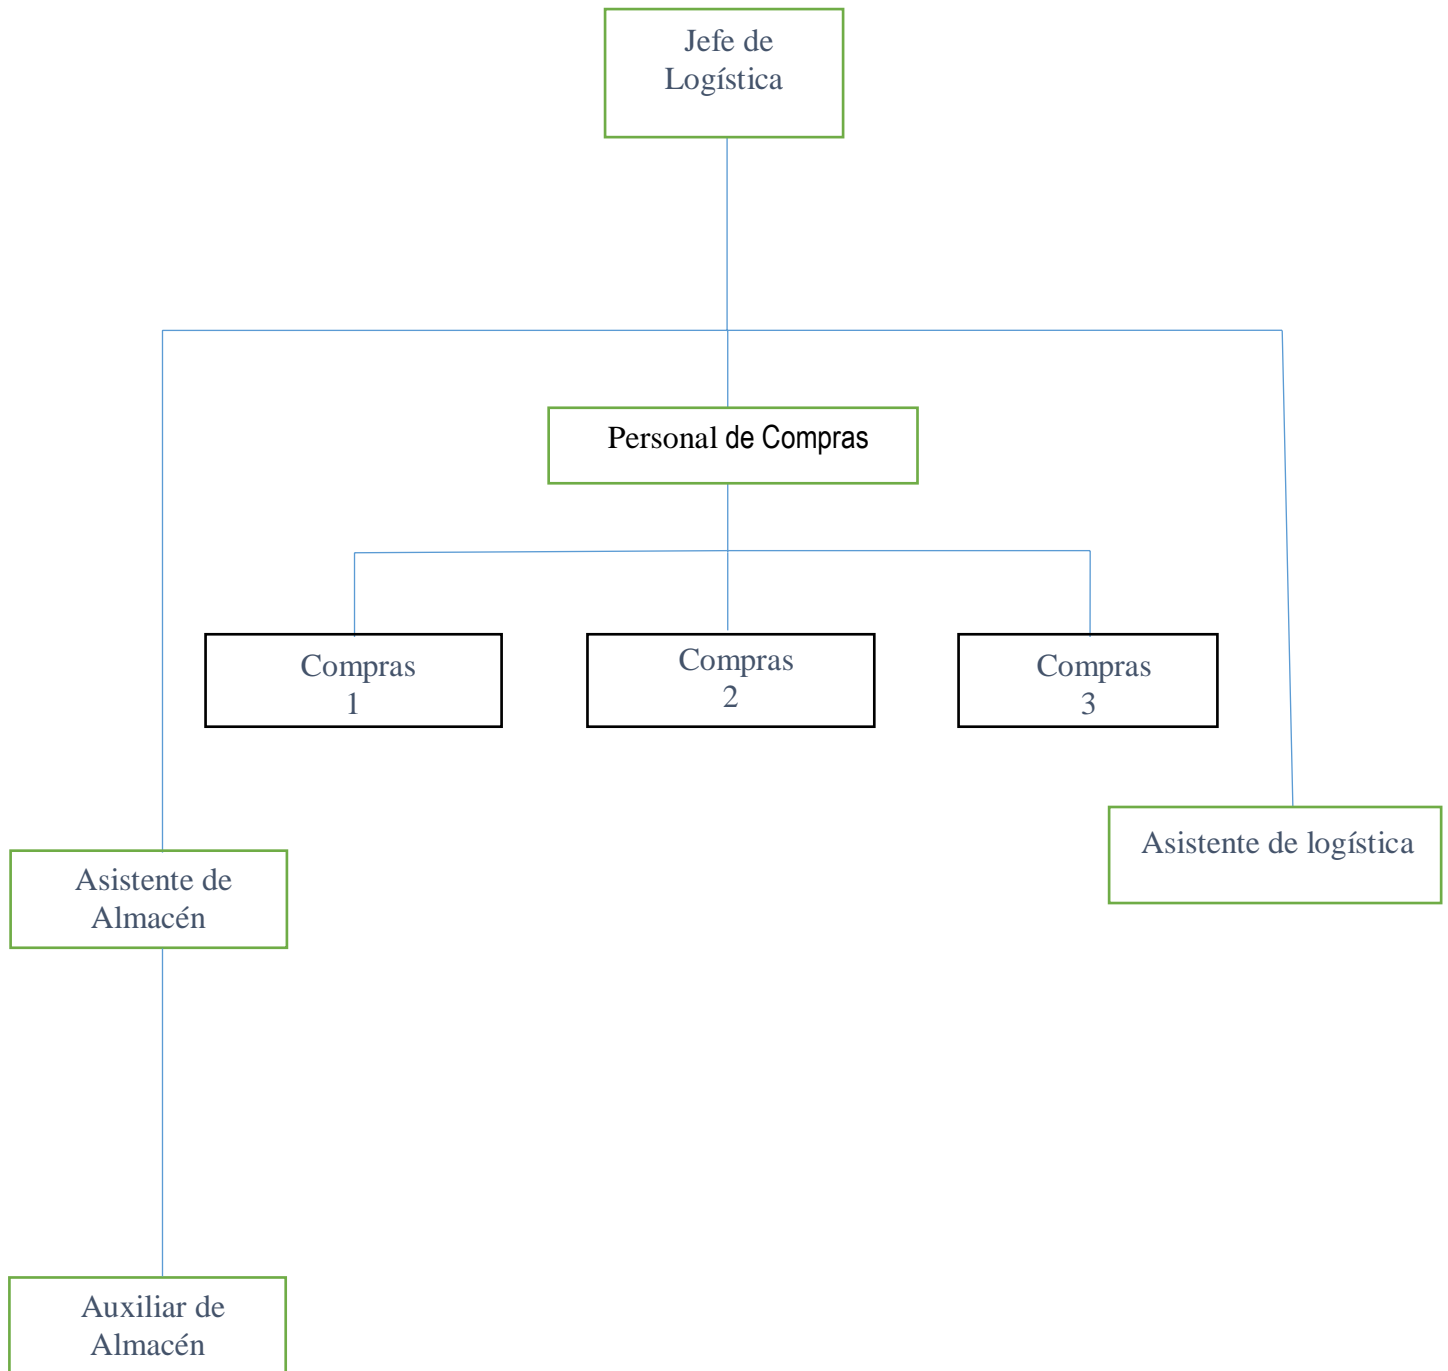 Jefe de
Logística
Personal de Compras
Compras
1
Compras
2
Compras
3
Asistente de logística
Asistente de
Almacén
Auxiliar de
Almacén